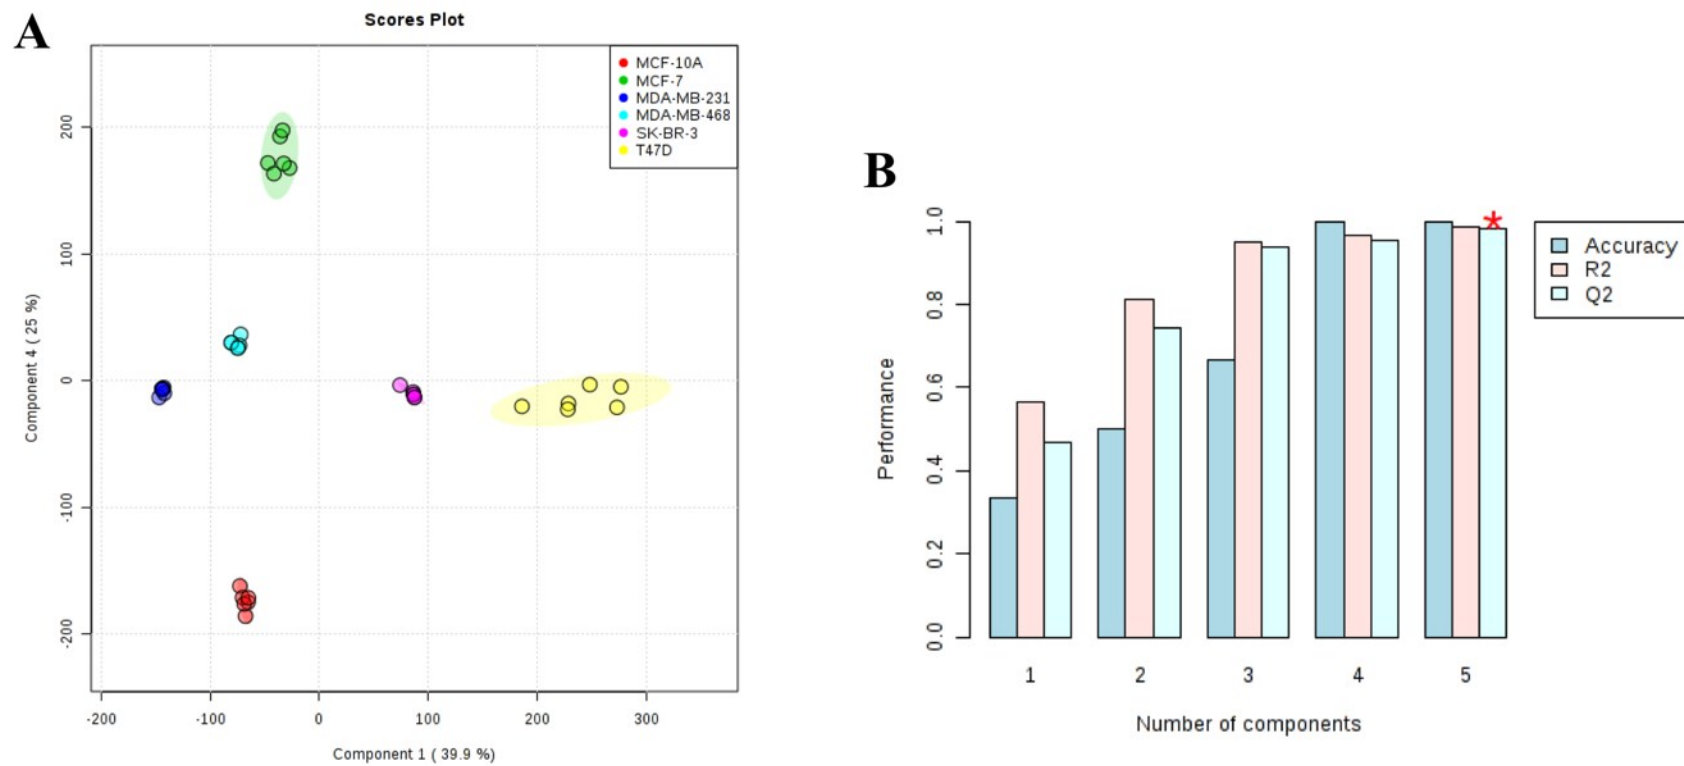 A
Scores Plot
MCF-10A
MCF-7
MDA-MB-231
MDA-MB-468
SK-BR-3
T47D
Component 4 ( 25 %)
200
100
0
-100
-200
-200
-100
0
100
200
300
Component 1 ( 39.9 %)
B
Performance
1.0
0.8
0.6
0.4
0.2
0.0
*
Accuracy
R2
Q2
1
2
3
4
5
Number of components